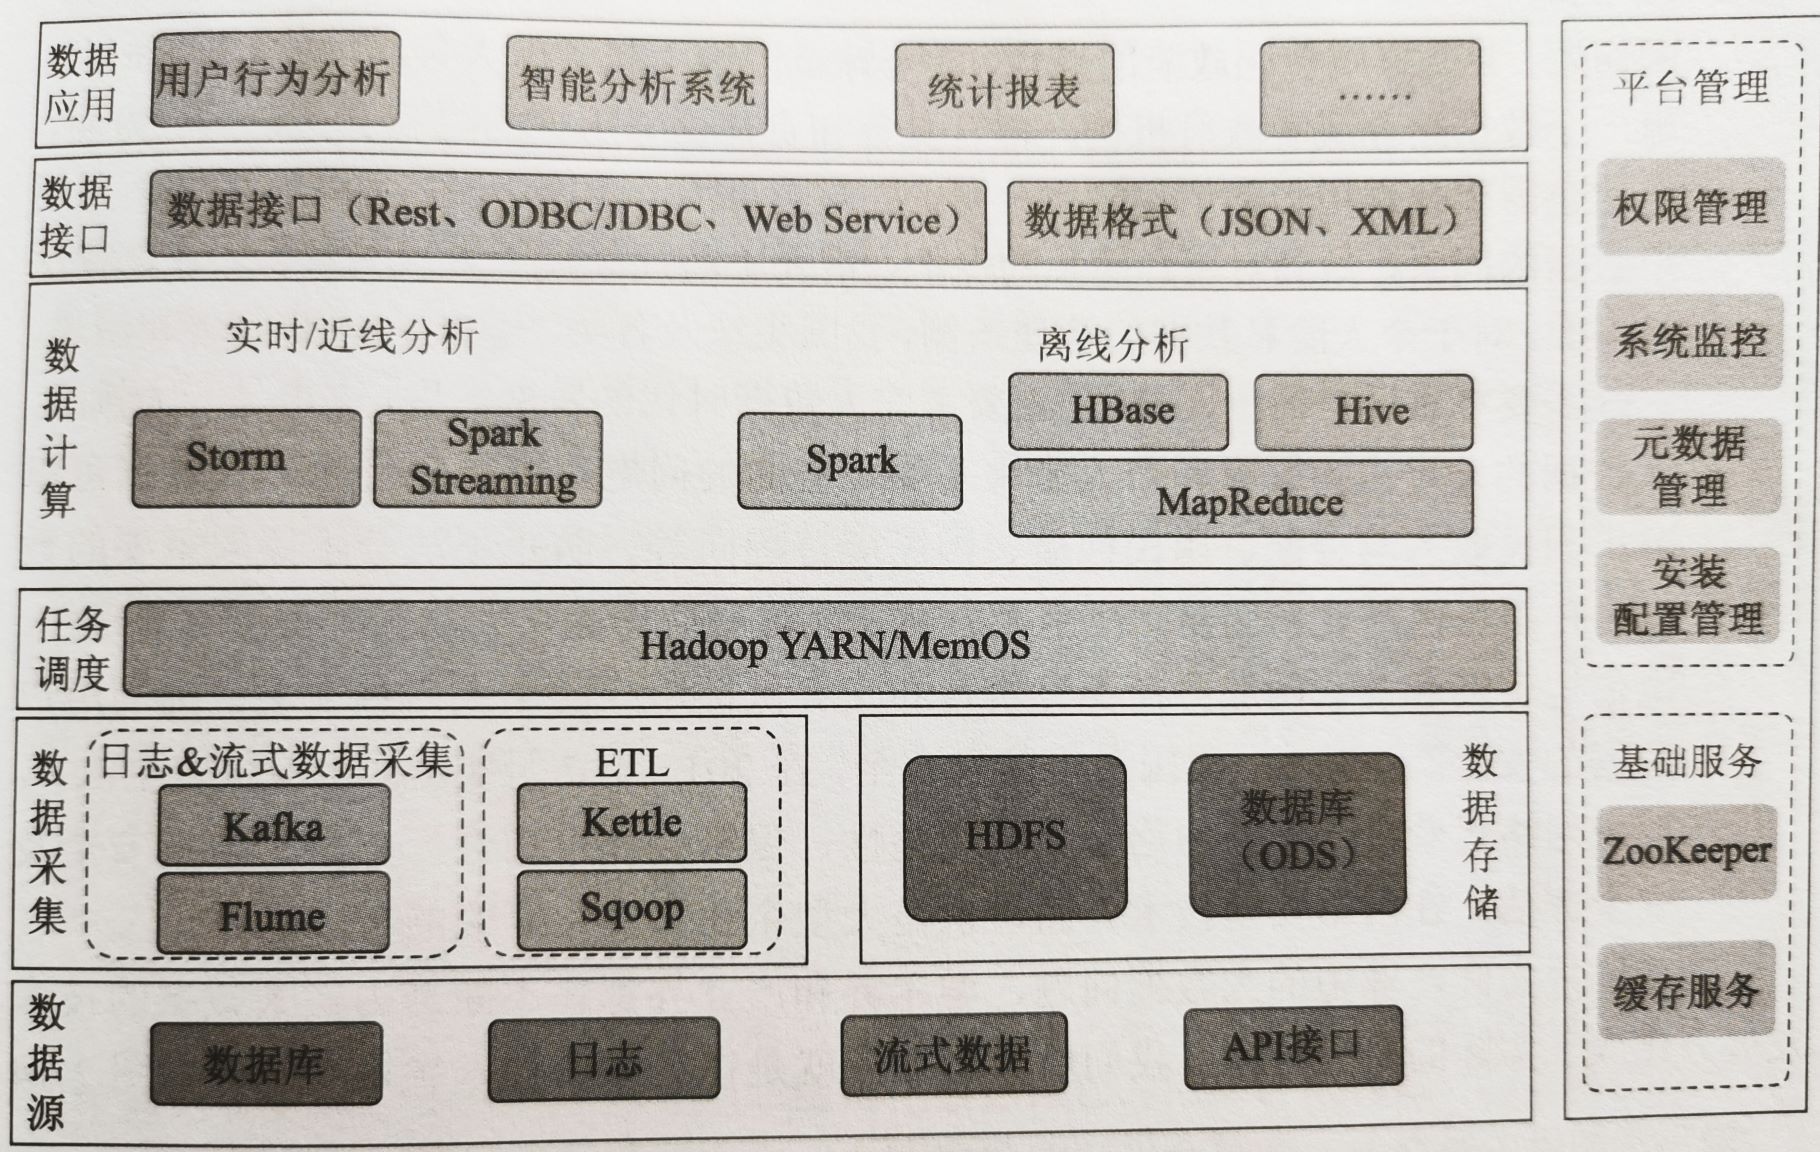 数据
应用
用户行为分析
智能分析系统
统计报表
……
数据
接口
数据接口（Rest、ODBC/JDBC、Web Service）
数据格式（JSON、XML）
数
据
计
算
实时/近线分析
Storm
Spark
Streaming
Spark
离线分析
HBase
Hive
MapReduce
任务
调度
Hadoop YARN/MemOS
数
据
采
集
日志&流式数据采集
Kafka
Flume
ETL
Kettle
Sqoop
HDFS
数据库
（ODS）
数
据
存
储
数
据
源
数据库
日志
流式数据
API接口
平台管理
权限管理
系统监控
元数据
管理
安装
配置管理
基础服务
ZooKeeper
缓存服务